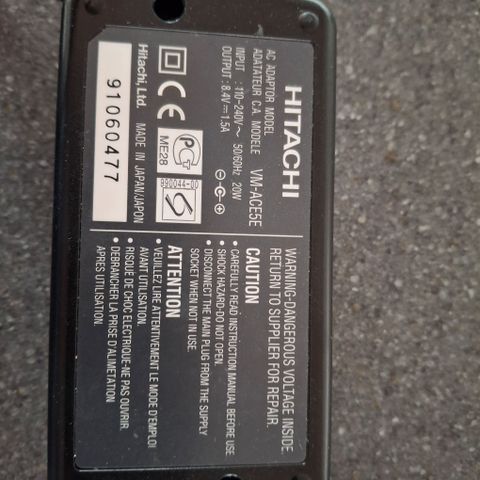 HITACHI
AC ADAPTOR MODEL
ADATATEUR C.A. MODELE VM-ACE5E
INPUT : 110-240V~ 50/60Hz 20W
OUTPUT : 8.4V⎓ 1.5A
CE
ME28
390044-00
Hitachi, Ltd. MADE IN JAPAN/JAPON
91060477
WARNING-DANGEROUS VOLTAGE INSIDE.
RETURN TO SUPPLIER FOR REPAIR.
CAUTION
• CAREFULLY READ INSTRUCTION MANUAL BEFORE USE.
• SHOCK HAZARD-DO NOT OPEN.
• DISCONNECT THE MAIN PLUG FROM THE SUPPLY
SOCKET WHEN NOT IN USE.
ATTENTION
• VEUILLEZ LIRE ATTENTIVEMENT LE MODE D'EMPLOI
AVANT UTILISATION.
• RISQUE DE CHOC ELECTRIQUE-NE PAS OUVRIR.
• DEBRANCHER LA PRISE D'ALIMENTATION
APRES UTILISATION.